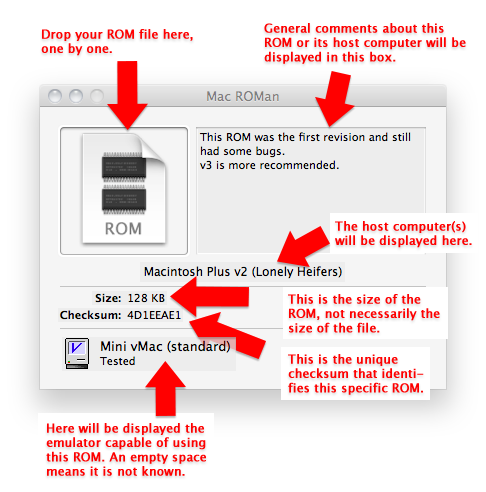 Drop your ROM file here,
one by one.
General comments about this
ROM or its host computer will be
displayed in this box.
Mac ROMan
This ROM was the first revision and still
had some bugs.
v3 is more recommended.
ROM
The host computer(s)
will be displayed here.
Macintosh Plus v2 (Lonely Heifers)
Size: 128 KB
Checksum: 4D1EEAE1
This is the size of the
ROM, not necessarily the
size of the file.
This is the unique
checksum that identi-
fies this specific ROM.
Mini vMac (standard)
Tested
Here will be displayed the
emulator capable of using
this ROM. An empty space
means it is not known.